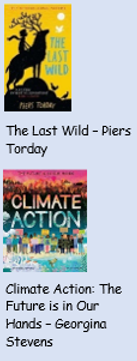 THE
LAST
WILD
PIERS TORDAY
The Last Wild – Piers
Torday
CLIMATE
ACTION
Climate Action: The
Future is in Our
Hands – Georgina
Stevens